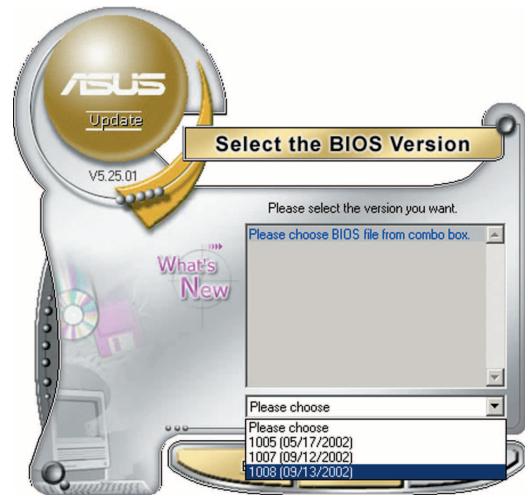 ASUS
Update
V5.25.01
Select the BIOS Version
Please select the version you want.
Please choose BIOS file from combo box.
What's
New
Please choose
Please choose
1005 (05/17/2002)
1007 (09/12/2002)
1008 (09/13/2002)